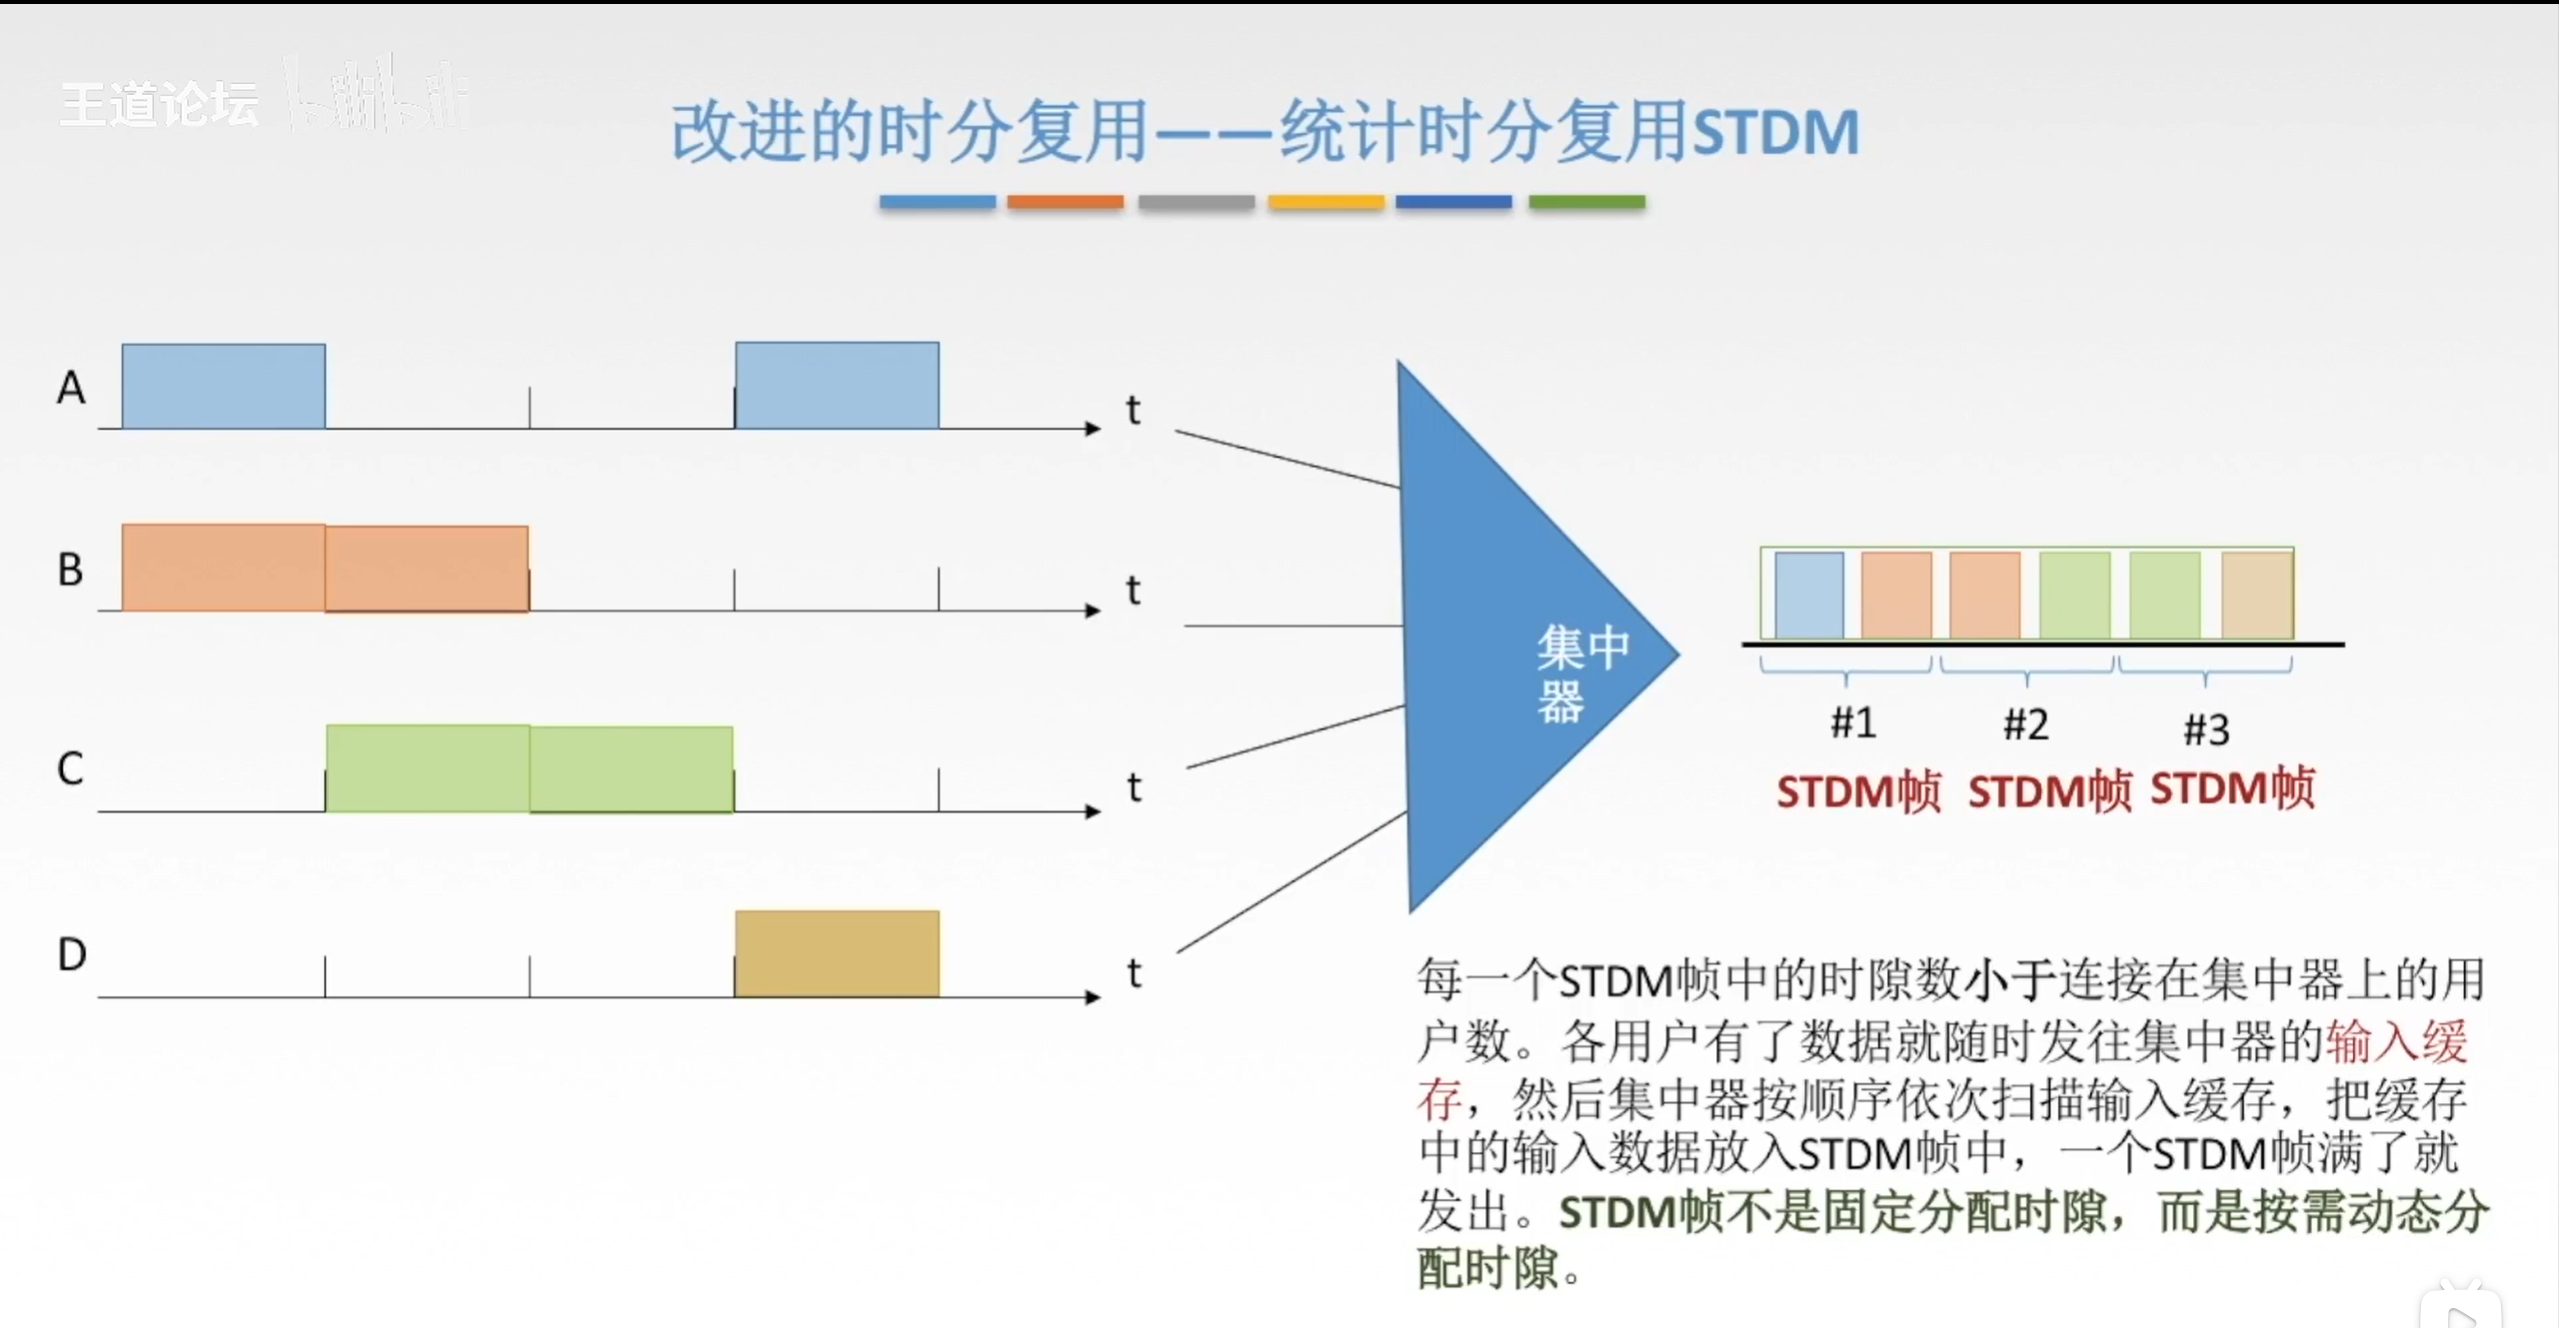 王道论坛 bilibili
改进的时分复用——统计时分复用STDM
A
t
B
t
C
t
D
t
集中
器
#1
#2
#3
STDM帧 STDM帧 STDM帧
每一个STDM帧中的时隙数小于连接在集中器上的用
户数。各用户有了数据就随时发往集中器的输入缓
存，然后集中器按顺序依次扫描输入缓存，把缓存
中的输入数据放入STDM帧中，一个STDM帧满了就
发出。STDM帧不是固定分配时隙，而是按需动态分
配时隙。